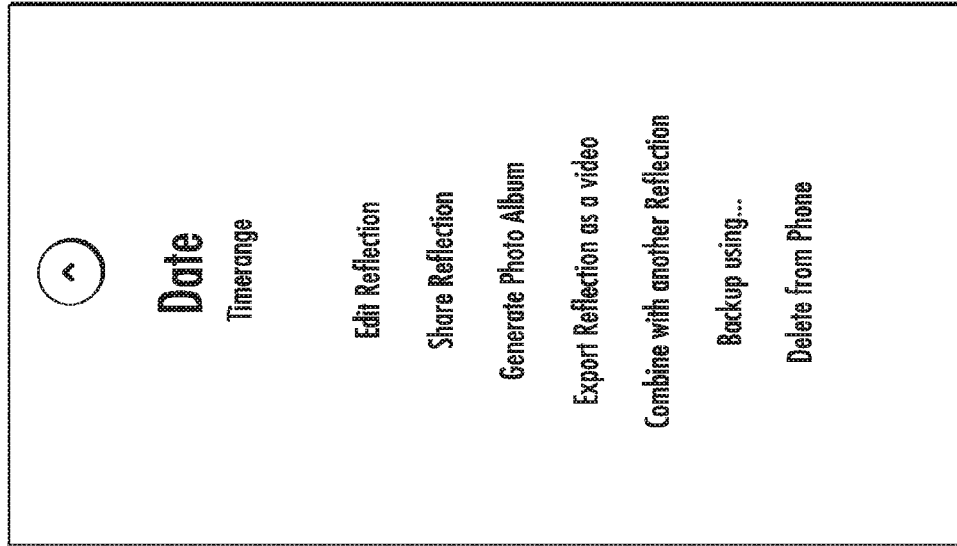 Date
Timerange
Edit Reflection
Share Reflection
Generate Photo Album
Export Reflection as a video
Combine with another Reflection
Backup using...
Delete from Phone